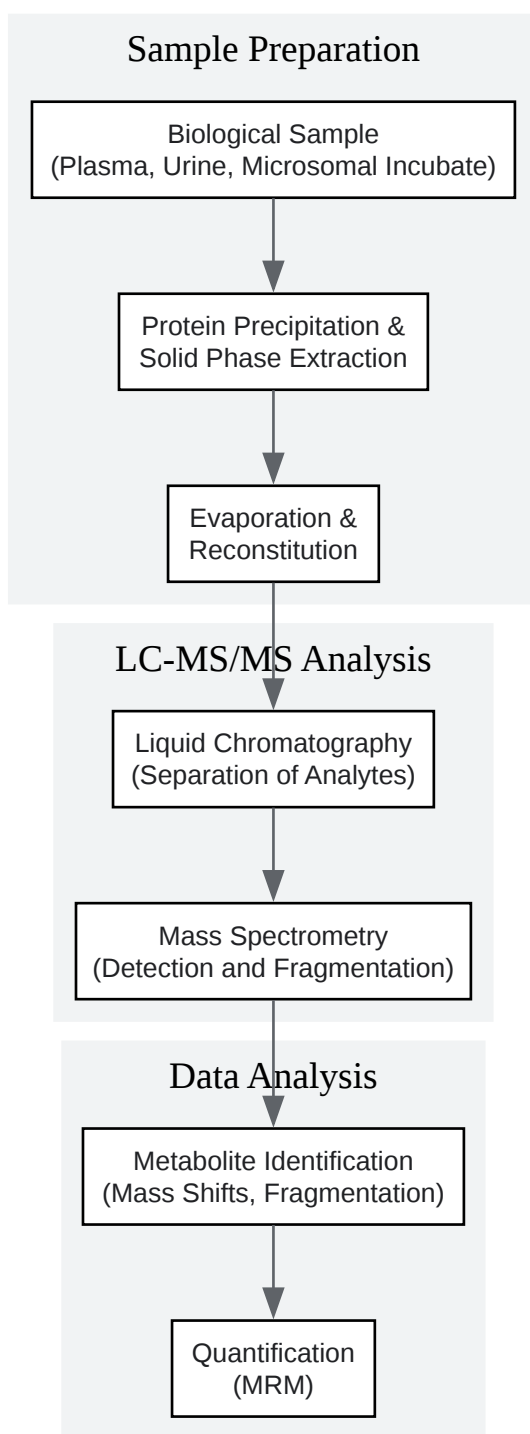 Sample Preparation
Biological Sample
(Plasma, Urine, Microsomal Incubate)
Protein Precipitation &
Solid Phase Extraction
Evaporation &
Reconstitution
LC-MS/MS Analysis
Liquid Chromatography
(Separation of Analytes)
Mass Spectrometry
(Detection and Fragmentation)
Data Analysis
Metabolite Identification
(Mass Shifts, Fragmentation)
Quantification
(MRM)